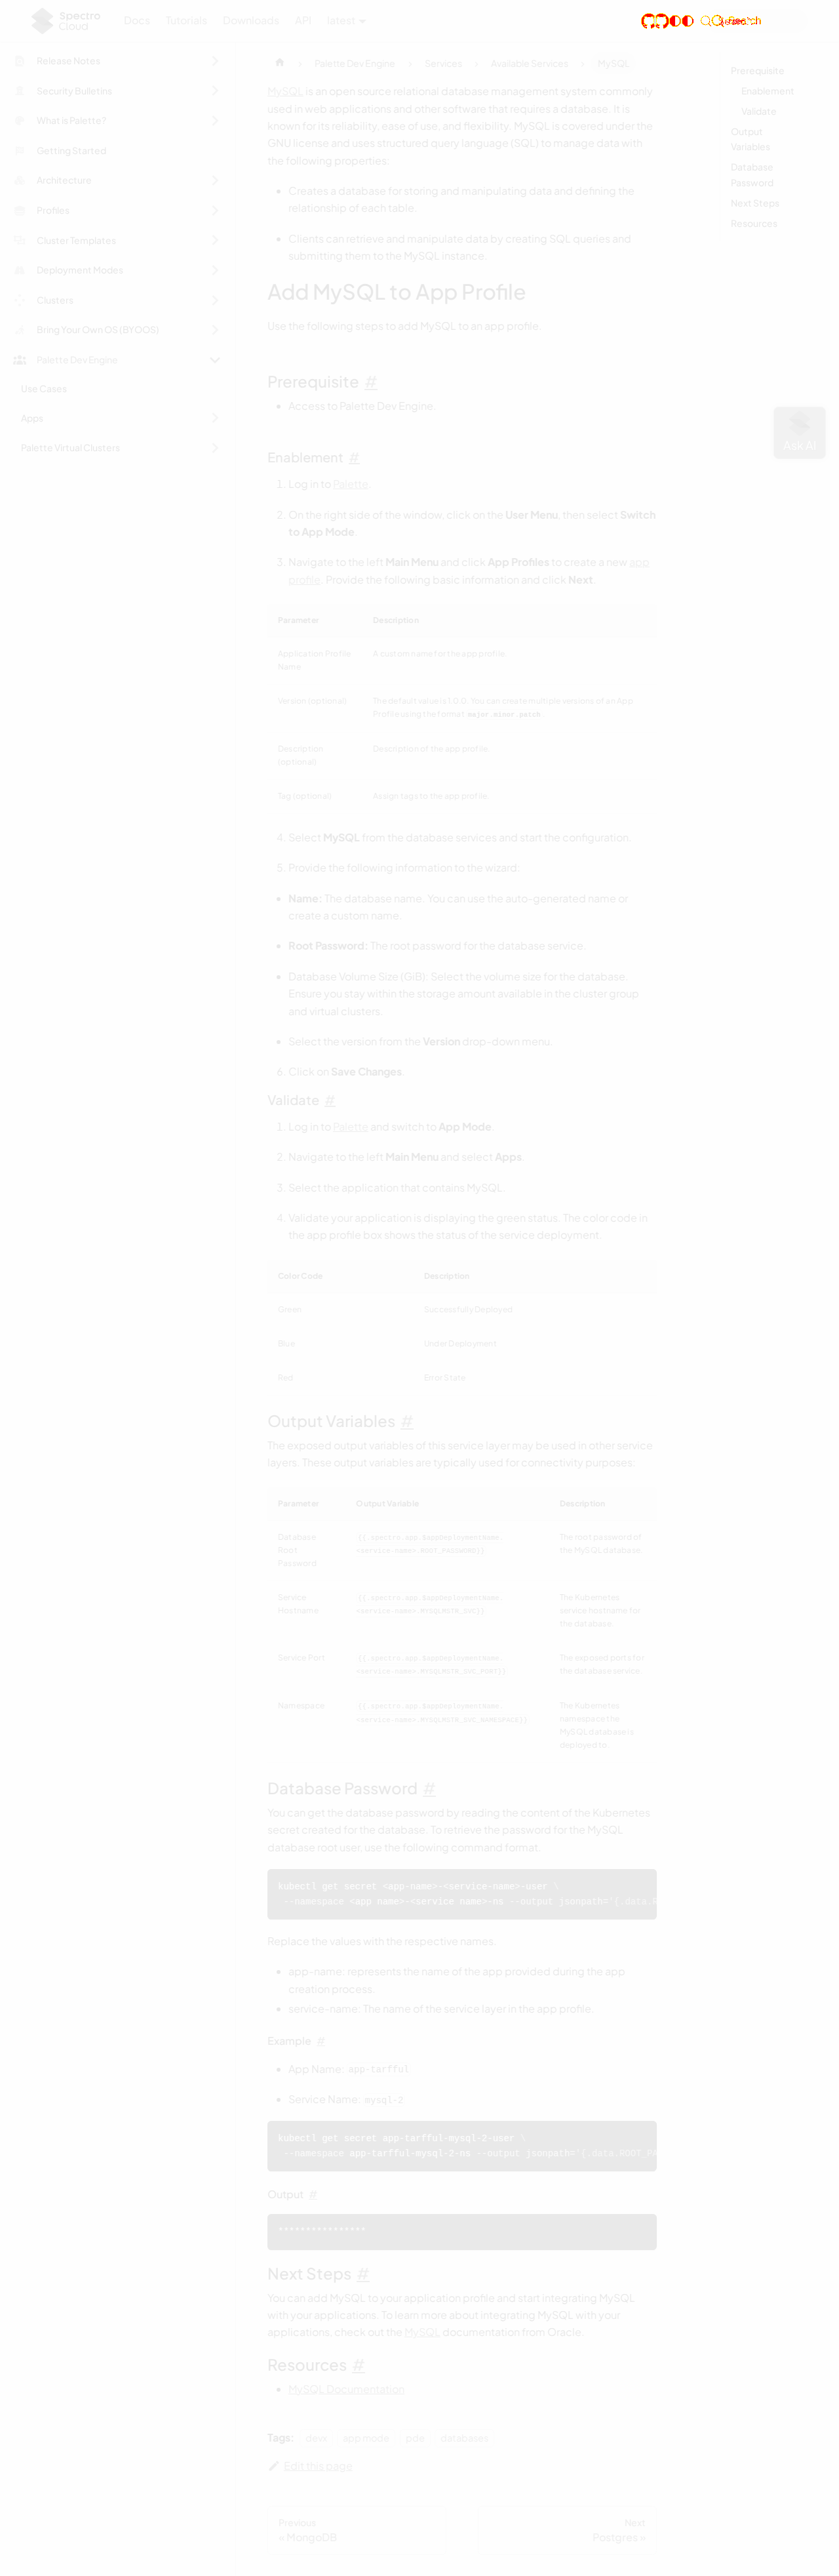 Spectro
Cloud
Docs
Tutorials
Downloads
API
latest
Release Notes
Security Bulletins
What is Palette?
Getting Started
Architecture
Profiles
Cluster Templates
Deployment Modes
Clusters
Bring Your Own OS (BYOOS)
Palette Dev Engine
Use Cases
Apps
Palette Virtual Clusters
Palette Dev Engine
Services
Available Services
MySQL
MySQL is an open source relational database management system commonly
used in web applications and other software that requires a database. It is
known for its reliability, ease of use, and flexibility. MySQL is covered under the
GNU license and uses structured query language (SQL) to manage data with
the following properties:
Creates a database for storing and manipulating data and defining the
relationship of each table.
Clients can retrieve and manipulate data by creating SQL queries and
submitting them to the MySQL instance.
Add MySQL to App Profile
Use the following steps to add MySQL to an app profile.
Prerequisite #
Access to Palette Dev Engine.
Enablement #
1. Log in to Palette.
2. On the right side of the window, click on the User Menu, then select Switch
to App Mode.
3. Navigate to the left Main Menu and click App Profiles to create a new app
profile. Provide the following basic information and click Next.
Parameter Description
Application Profile A custom name for the app profile.
Name
Version (optional) The default value is 1.0.0. You can create multiple versions of an App
Profile using the format major.minor.patch.
Description Description of the app profile.
(optional)
Tag (optional) Assign tags to the app profile.
4. Select MySQL from the database services and start the configuration.
5. Provide the following information to the wizard:
Name: The database name. You can use the auto-generated name or
create a custom name.
Root Password: The root password for the database service.
Database Volume Size (GiB): Select the volume size for the database.
Ensure you stay within the storage amount available in the cluster group
and virtual clusters.
Select the version from the Version drop-down menu.
6. Click on Save Changes.
Validate #
1. Log in to Palette and switch to App Mode.
2. Navigate to the left Main Menu and select Apps.
3. Select the application that contains MySQL.
4. Validate your application is displaying the green status. The color code in
the app profile box shows the status of the service deployment.
Color Code Description
Green Successfully Deployed
Blue Under Deployment
Red Error State
Output Variables #
The exposed output variables of this service layer may be used in other service
layers. These output variables are typically used for connectivity purposes:
Parameter Output Variable Description
Database {{.spectro.app.$appDeploymentName. The root password of
Root <service-name>.ROOT_PASSWORD}} the MySQL database.
Password
Service {{.spectro.app.$appDeploymentName. The Kubernetes
Hostname <service-name>.MYSQLMSTR_SVC}} service hostname for
the database.
Service Port {{.spectro.app.$appDeploymentName. The exposed ports for
<service-name>.MYSQLMSTR_SVC_PORT}} the database service.
Namespace {{.spectro.app.$appDeploymentName. The Kubernetes
<service-name>.MYSQLMSTR_SVC_NAMESPACE}} namespace the
MySQL database is
deployed to.
Database Password #
You can get the database password by reading the content of the Kubernetes
secret created for the database. To retrieve the password for the MySQL
database root user, use the following command format.
kubectl get secret <app-name>-<service-name>-user \
--namespace <app name>-<service name>-ns --output jsonpath='{.data.
Replace the values with the respective names.
app-name: represents the name of the app provided during the app
creation process.
service-name: The name of the service layer in the app profile.
Example #
App Name: app-tarfful
Service Name: mysql-2
kubectl get secret app-tarfful-mysql-2-user \
--namespace app-tarfful-mysql-2-ns --output jsonpath='{.data.ROOT_PA
Output #
Next Steps #
You can add MySQL to your application profile and start integrating MySQL
with your applications. To learn more about integrating MySQL with your
applications, check out the MySQL documentation from Oracle.
Resources #
MySQL Documentation
Tags: devx app mode pde databases
Edit this page
Previous
« MongoDB
Next
Postgres »
Prerequisite
Enablement
Validate
Output
Variables
Database
Password
Next Steps
Resources
Ask AI